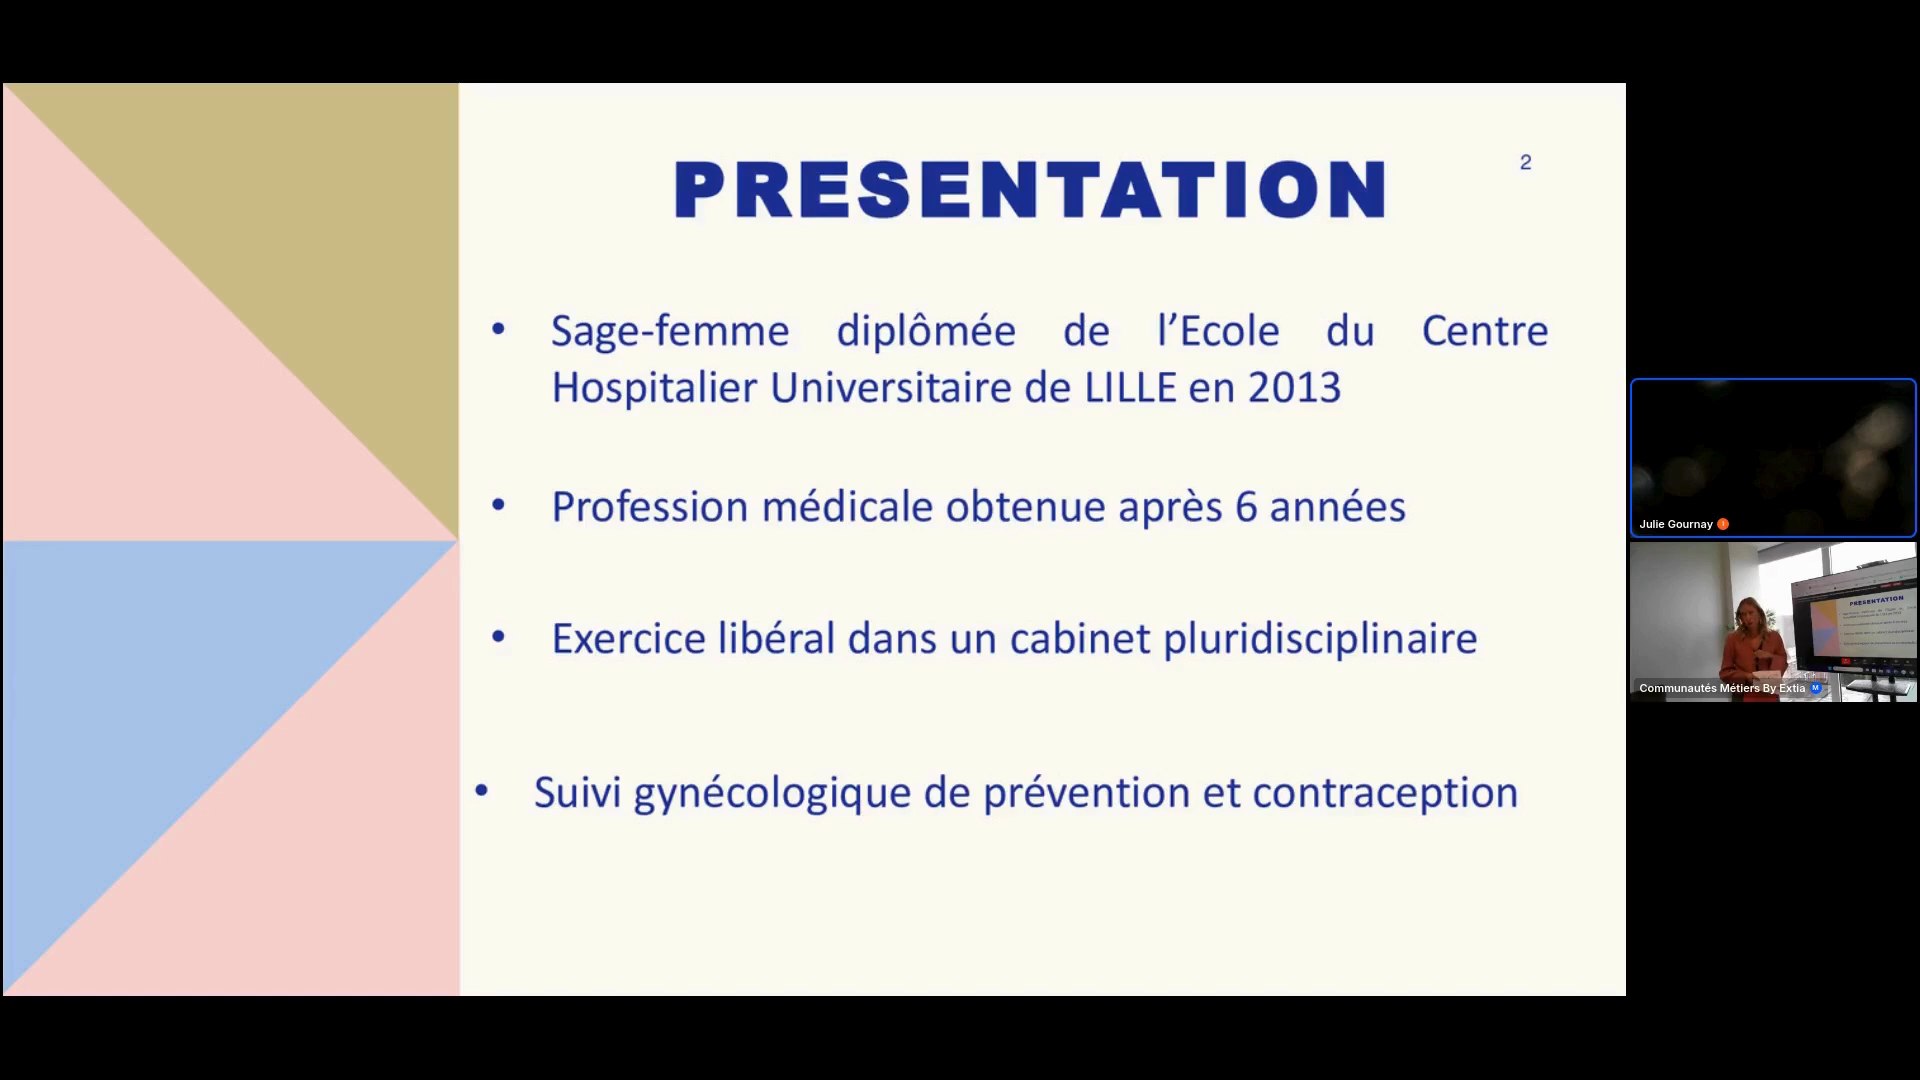 PRESENTATION
2
• Sage-femme diplômée de l’Ecole du Centre
Hospitalier Universitaire de LILLE en 2013
• Profession médicale obtenue après 6 années
• Exercice libéral dans un cabinet pluridisciplinaire
• Suivi gynécologique de prévention et contraception
Julie Gournay
PRESENTATION
Communautés Métiers By Extia M